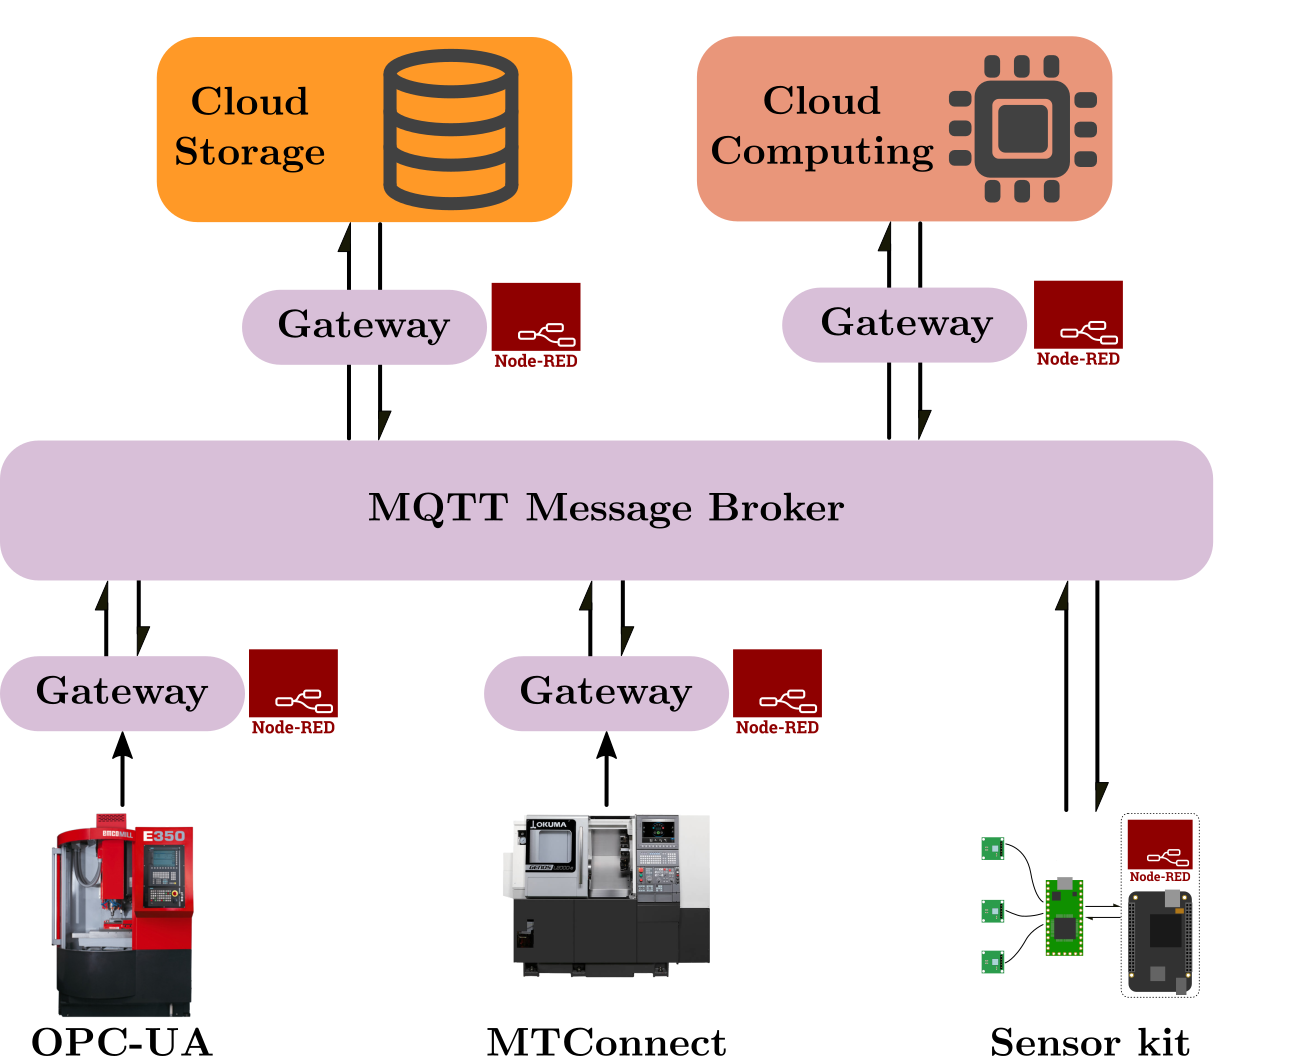 Cloud
Storage
Cloud
Computing
Gateway
Node-RED
Gateway
Node-RED
MQTT Message Broker
Gateway
Node-RED
Gateway
Node-RED
EMCOMILL
E350
OKUMA
GENOS
Node-RED
OPC-UA
MTConnect
Sensor kit